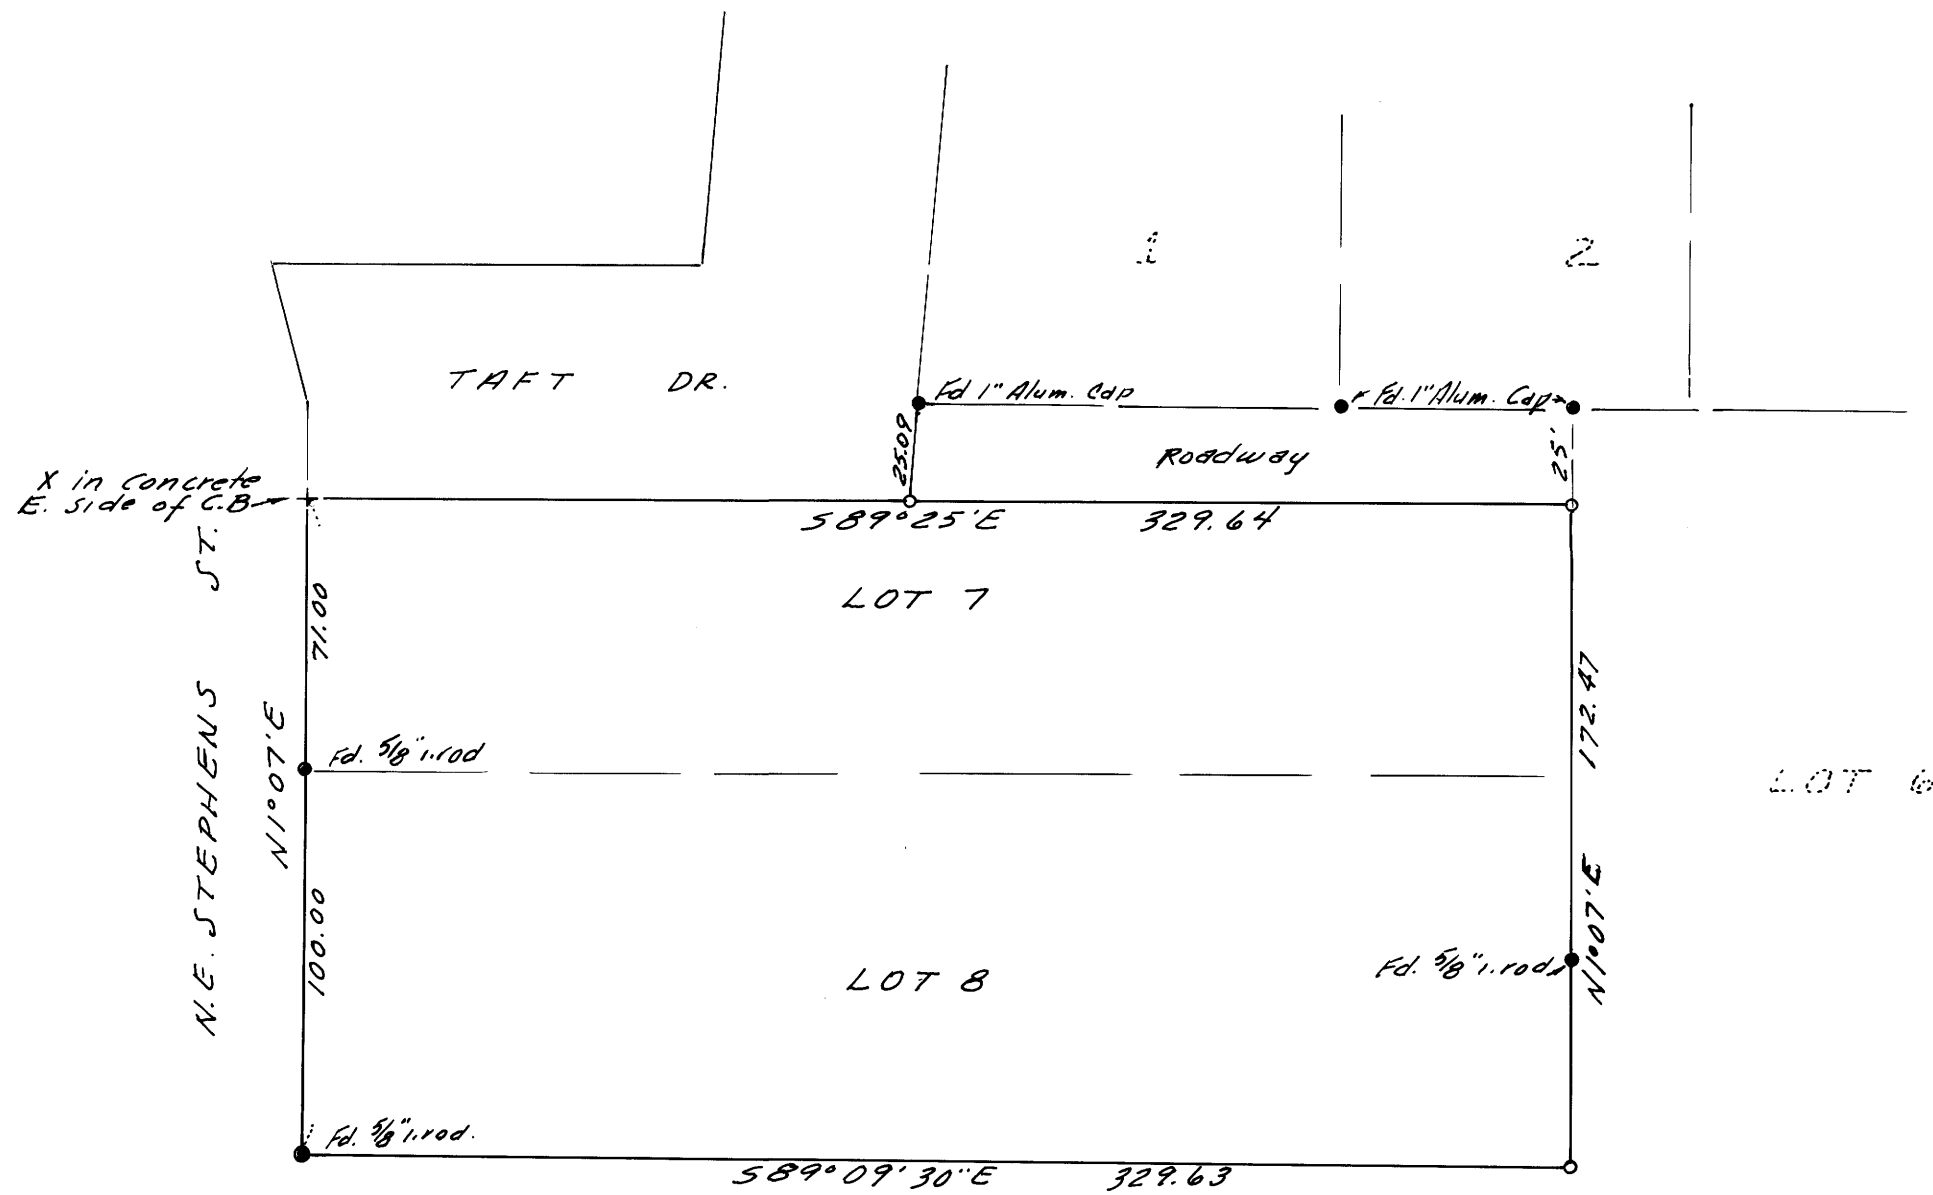 1
2
TAFT DR.
Fd 1" Alum. Cap
Fd. 1" Alum. Cap
25.09
25'
Roadway
X in Concrete
E. Side of C.B
S89°25'E 329.64
LOT 7
71.00
N.E. STEPHENS ST.
N1°07'E
Fd. 5/8" i.rod
172.47
LOT 6
100.00
LOT 8
Fd. 5/8" i.rod
N1°07'E
Fd. 5/8" i.rod.
S89°09'30"E 329.63